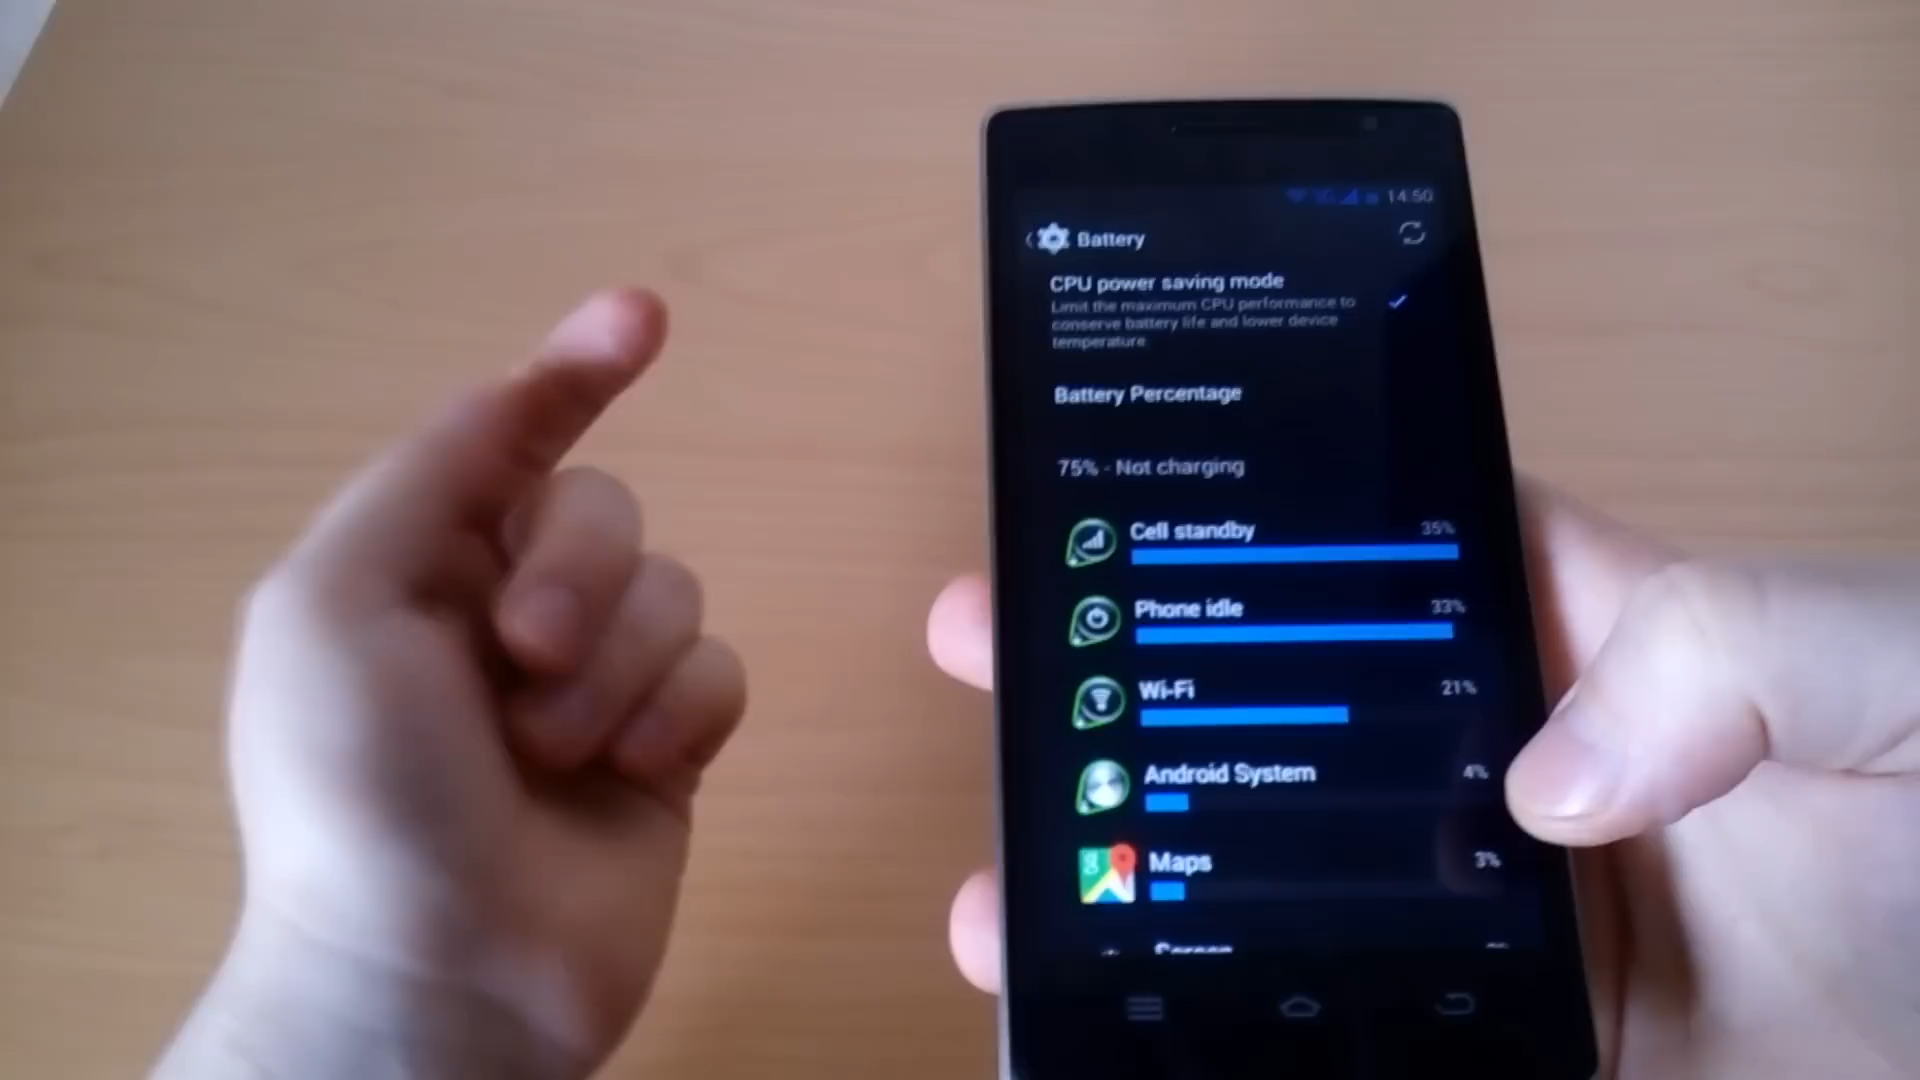 14:50
Battery
CPU power saving mode
Limit the maximum CPU performance to
conserve battery life and lower device
temperature.
Battery Percentage
75% - Not charging
Cell standby 35%
Phone idle 33%
Wi-Fi 21%
Android System 4%
Maps 3%
Screen